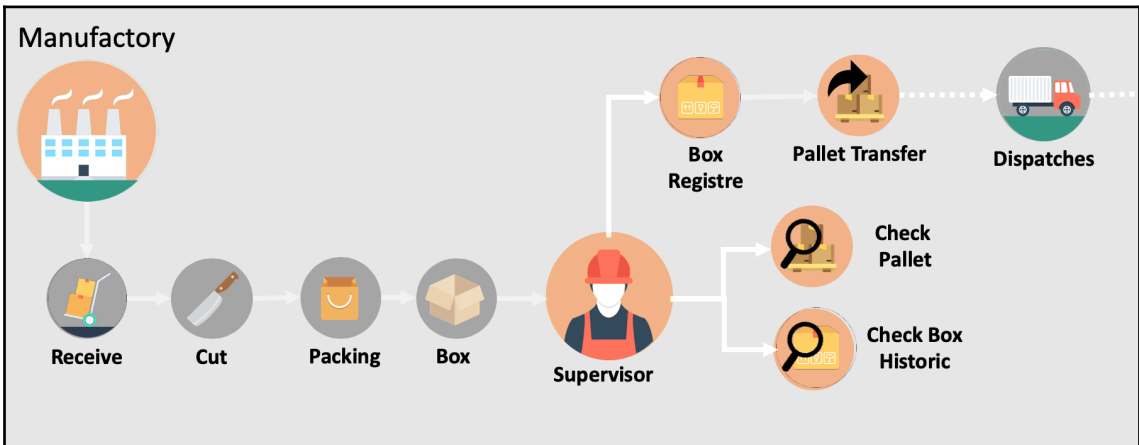 Manufactory
Box
Registre
Pallet Transfer
Dispatches
Check
Pallet
Check Box
Historic
Receive
Cut
Packing
Box
Supervisor